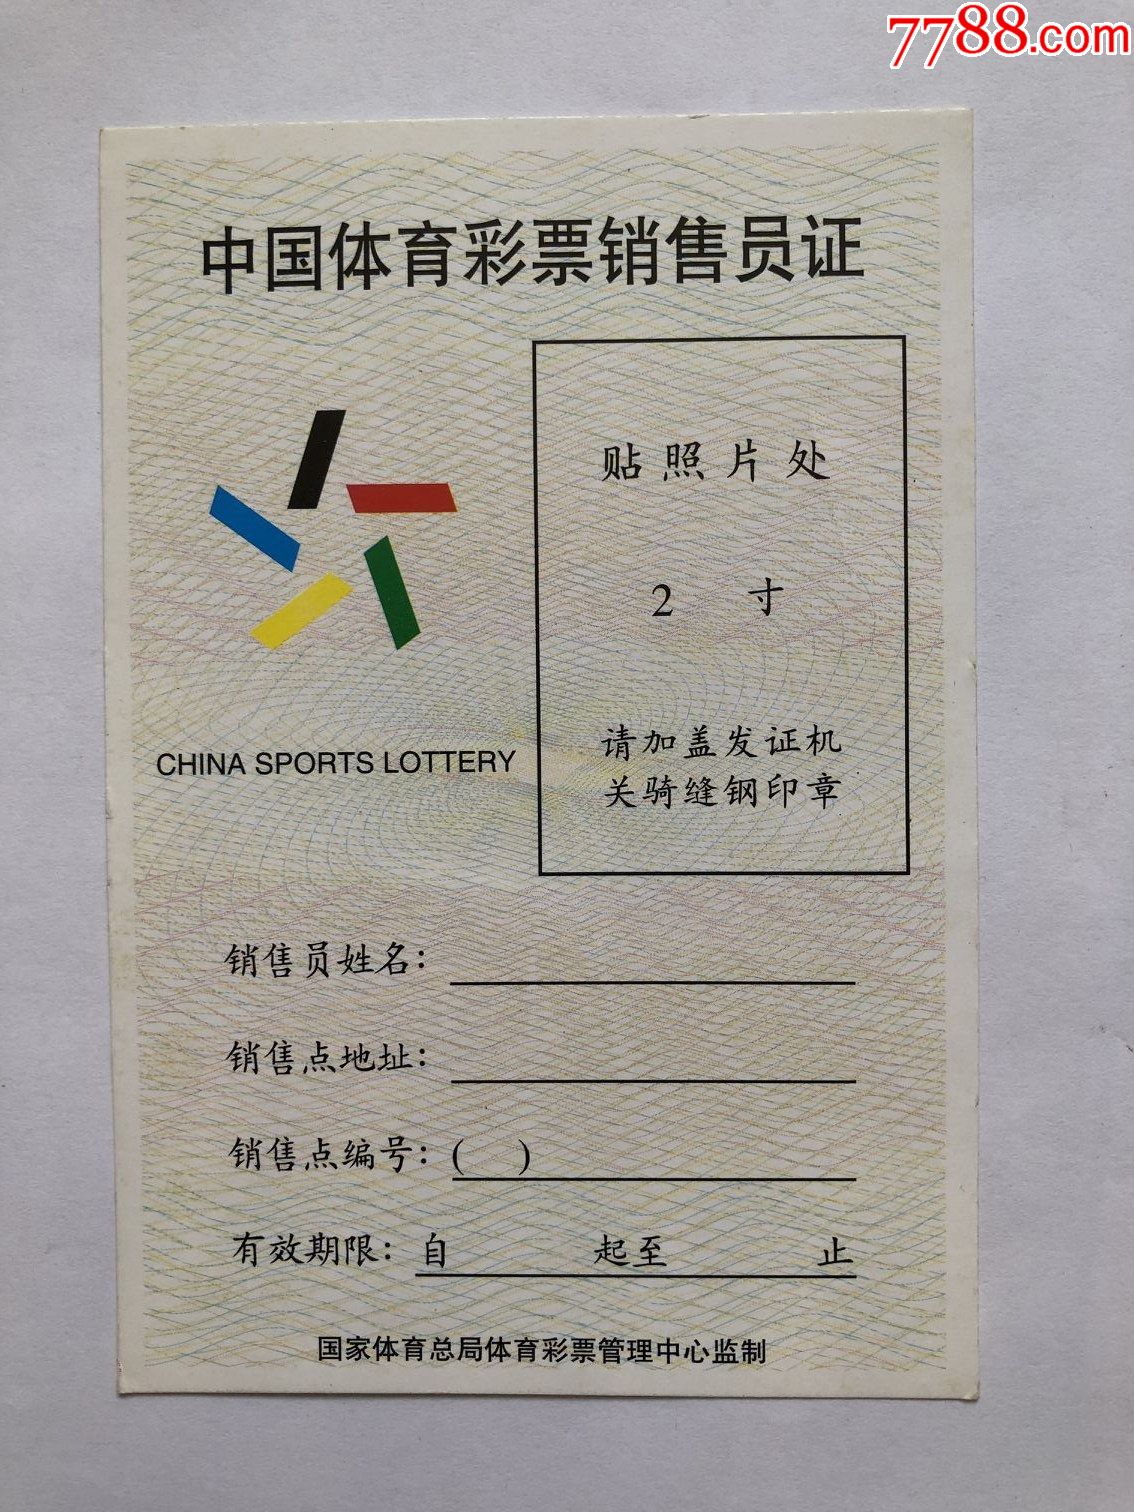 7788.com
中国体育彩票销售员证
贴照片处
2 寸
请加盖发证机
关骑缝钢印章
CHINA SPORTS LOTTERY
销售员姓名：
销售点地址：
销售点编号：(    )
有效期限：自 起至 止
国家体育总局体育彩票管理中心监制